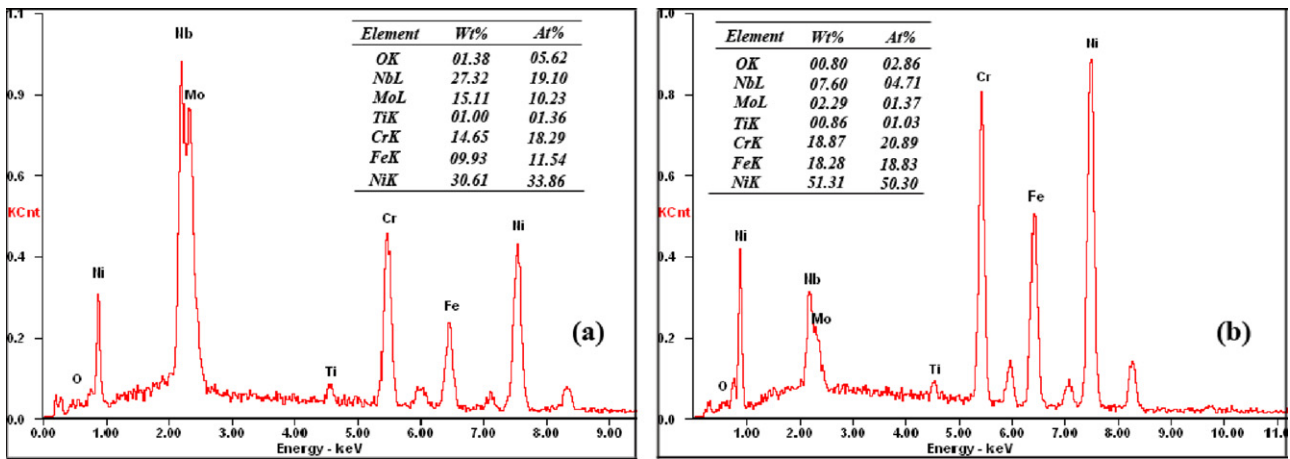 1.1
Nb
Mo
0.9
0.6
KCnt
Cr
Ni
0.4
Ni
Fe
0.2
O
Ti
(a)
0.0
0.00 1.00 2.00 3.00 4.00 5.00 6.00 7.00 8.00 9.00
Energy - keV
Element Wt% At%
OK 01.38 05.62
NbL 27.32 19.10
MoL 15.11 10.23
TiK 01.00 01.36
CrK 14.65 18.29
FeK 09.93 11.54
NiK 30.61 33.86
1.0
Ni
Cr
0.8
0.6
KCnt
Fe
Ni
0.4
Nb
Mo
0.2
O
Ti
(b)
0.0
1.00 2.00 3.00 4.00 5.00 6.00 7.00 8.00 9.00 10.00 11.0
Energy - keV
Element Wt% At%
OK 00.80 02.86
NbL 07.60 04.71
MoL 02.29 01.37
TiK 00.86 01.03
CrK 18.87 20.89
FeK 18.28 18.83
NiK 51.31 50.30